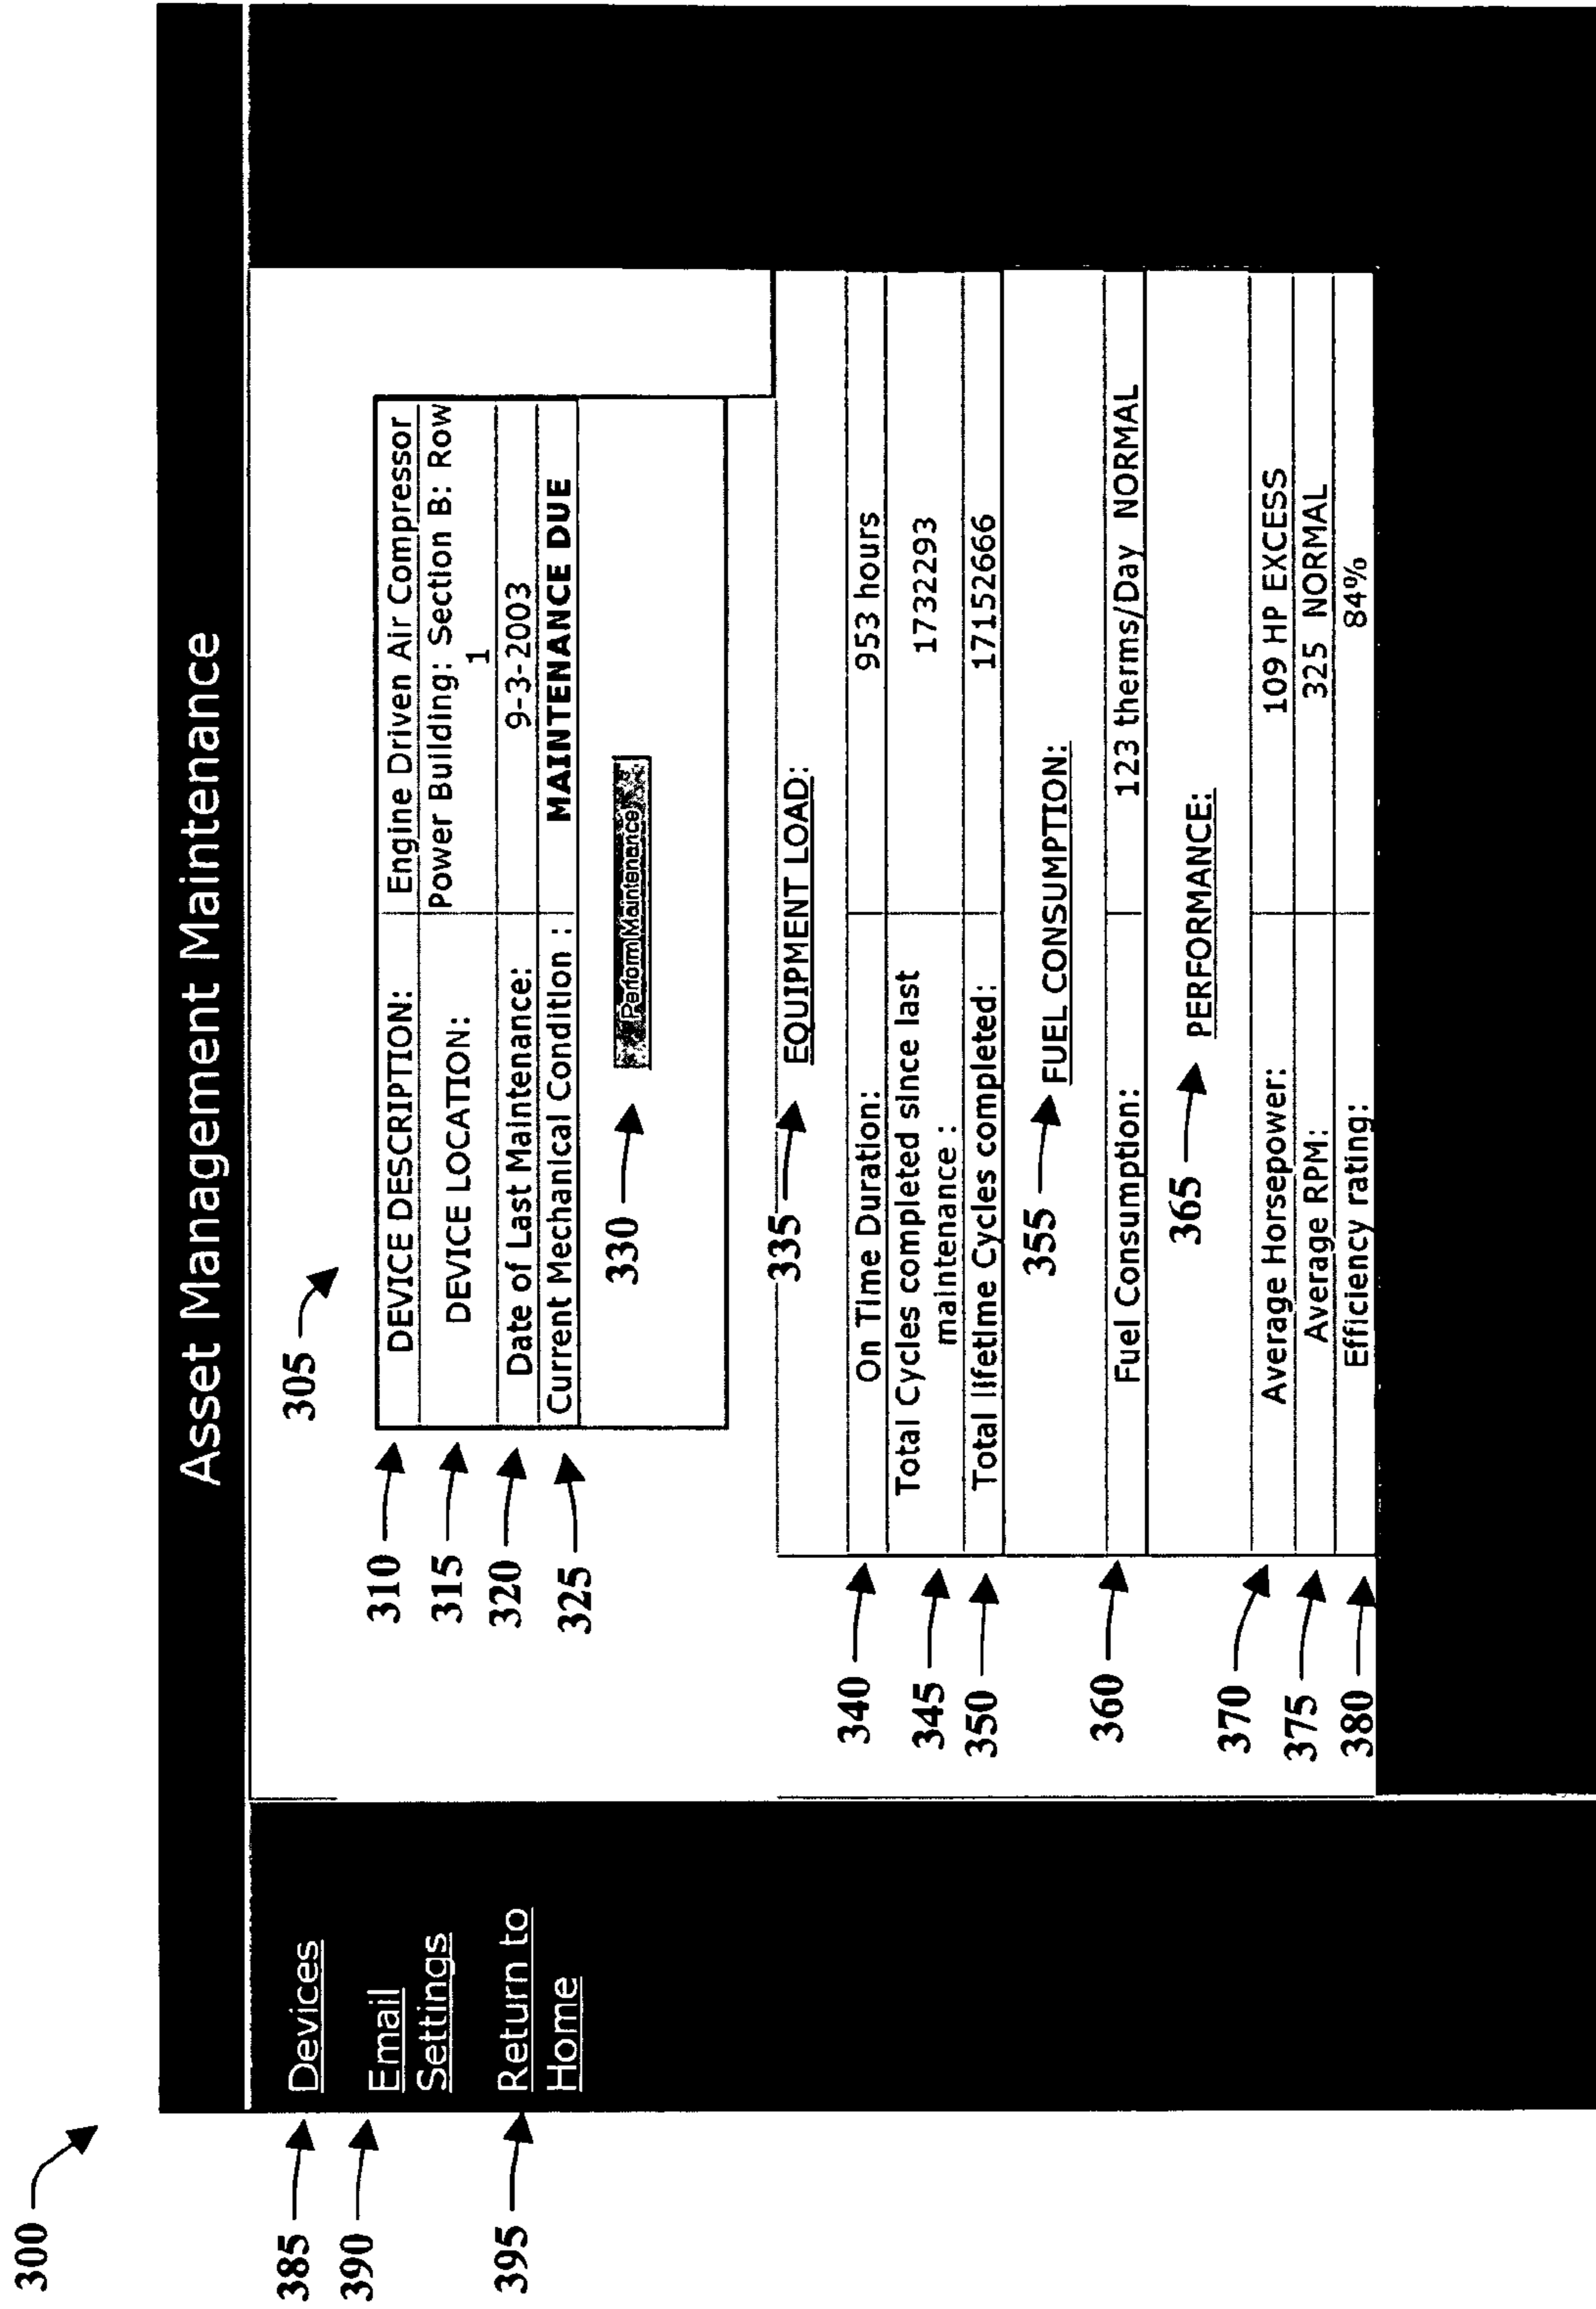 300
Asset Management Maintenance
385
Devices
390
Email
Settings
395
Return to
Home
305
310
DEVICE DESCRIPTION: Engine Driven Air Compressor
315
DEVICE LOCATION: Power Building: Section B: Row
1
320
Date of Last Maintenance: 9-3-2003
325
Current Mechanical Condition : MAINTENANCE DUE
330
Perform Maintenance
335
EQUIPMENT LOAD:
340
On Time Duration: 953 hours
345
Total Cycles completed since last
maintenance : 1732293
350
Total lifetime Cycles completed: 17152666
355
FUEL CONSUMPTION:
360
Fuel Consumption: 123 therms/Day NORMAL
365
PERFORMANCE:
370
Average Horsepower: 109 HP EXCESS
375
Average RPM: 325 NORMAL
380
Efficiency rating: 84%